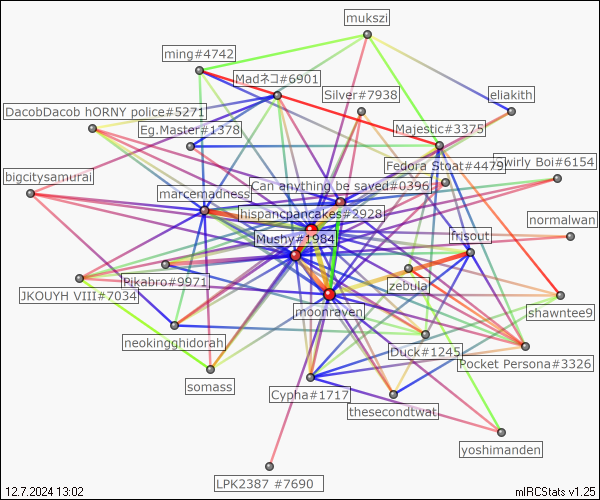 mukszi
ming#4742
Madネコ#6901
Silver#7938
eliakith
DacobDacob hORNY police#5271
Eg.Master#1378
Majestic#3375
Fedora Stoat#4479
wirly Boi#6154
bigcitysamurai
marcemadness
Can anything be saved#0396
hispancpancakes#2928
normalwan
Mushy#1984
frisout
Pikabro#9971
zebula
JKOUYH VIII#7034
moonraven
shawntee9
neokingghidorah
Duck#1245
Pocket Persona#3326
somass
Cypha#1717
thesecondtwat
yoshimanden
LPK2387 #7690
12.7.2024 13:02
mIRCStats v1.25